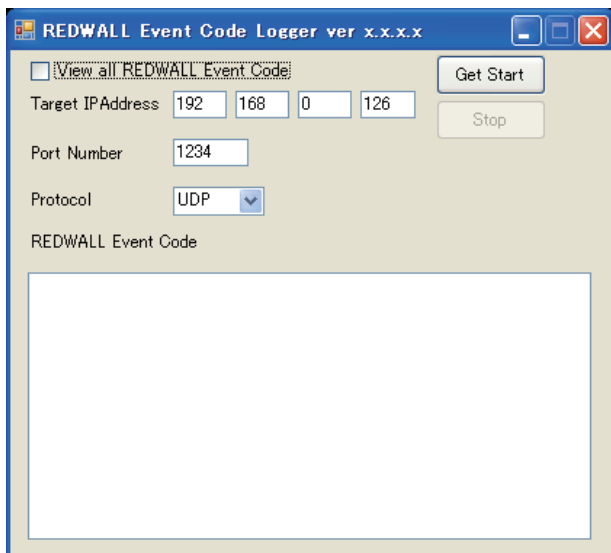 REDWALL Event Code Logger ver x.x.x.x
View all REDWALL Event Code
Get Start
Target IPAddress 192 168 0 126
Stop
Port Number 1234
Protocol UDP
REDWALL Event Code